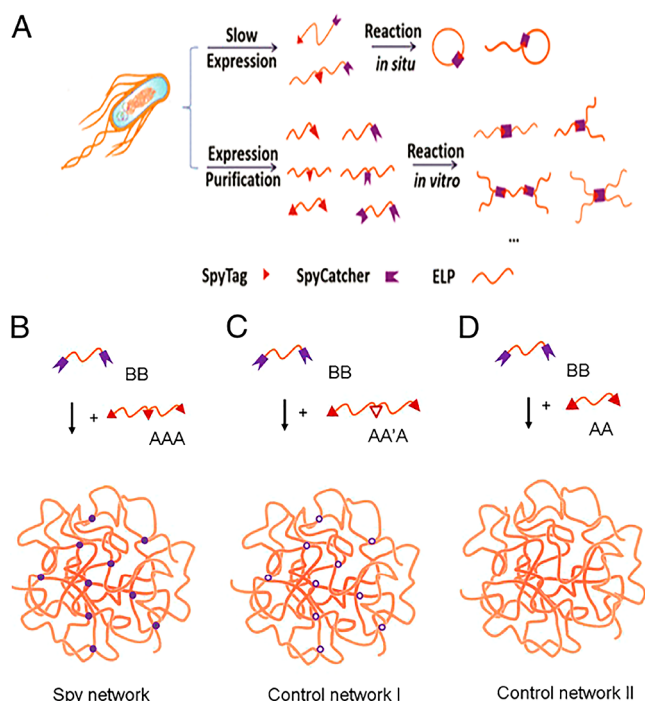 A
Slow
Expression
Reaction
in situ
Expression
Purification
Reaction
in vitro
...
SpyTag
SpyCatcher
ELP
B
BB
+
AAA
Spy network
C
BB
+
AA'A
Control network I
D
BB
+
AA
Control network II